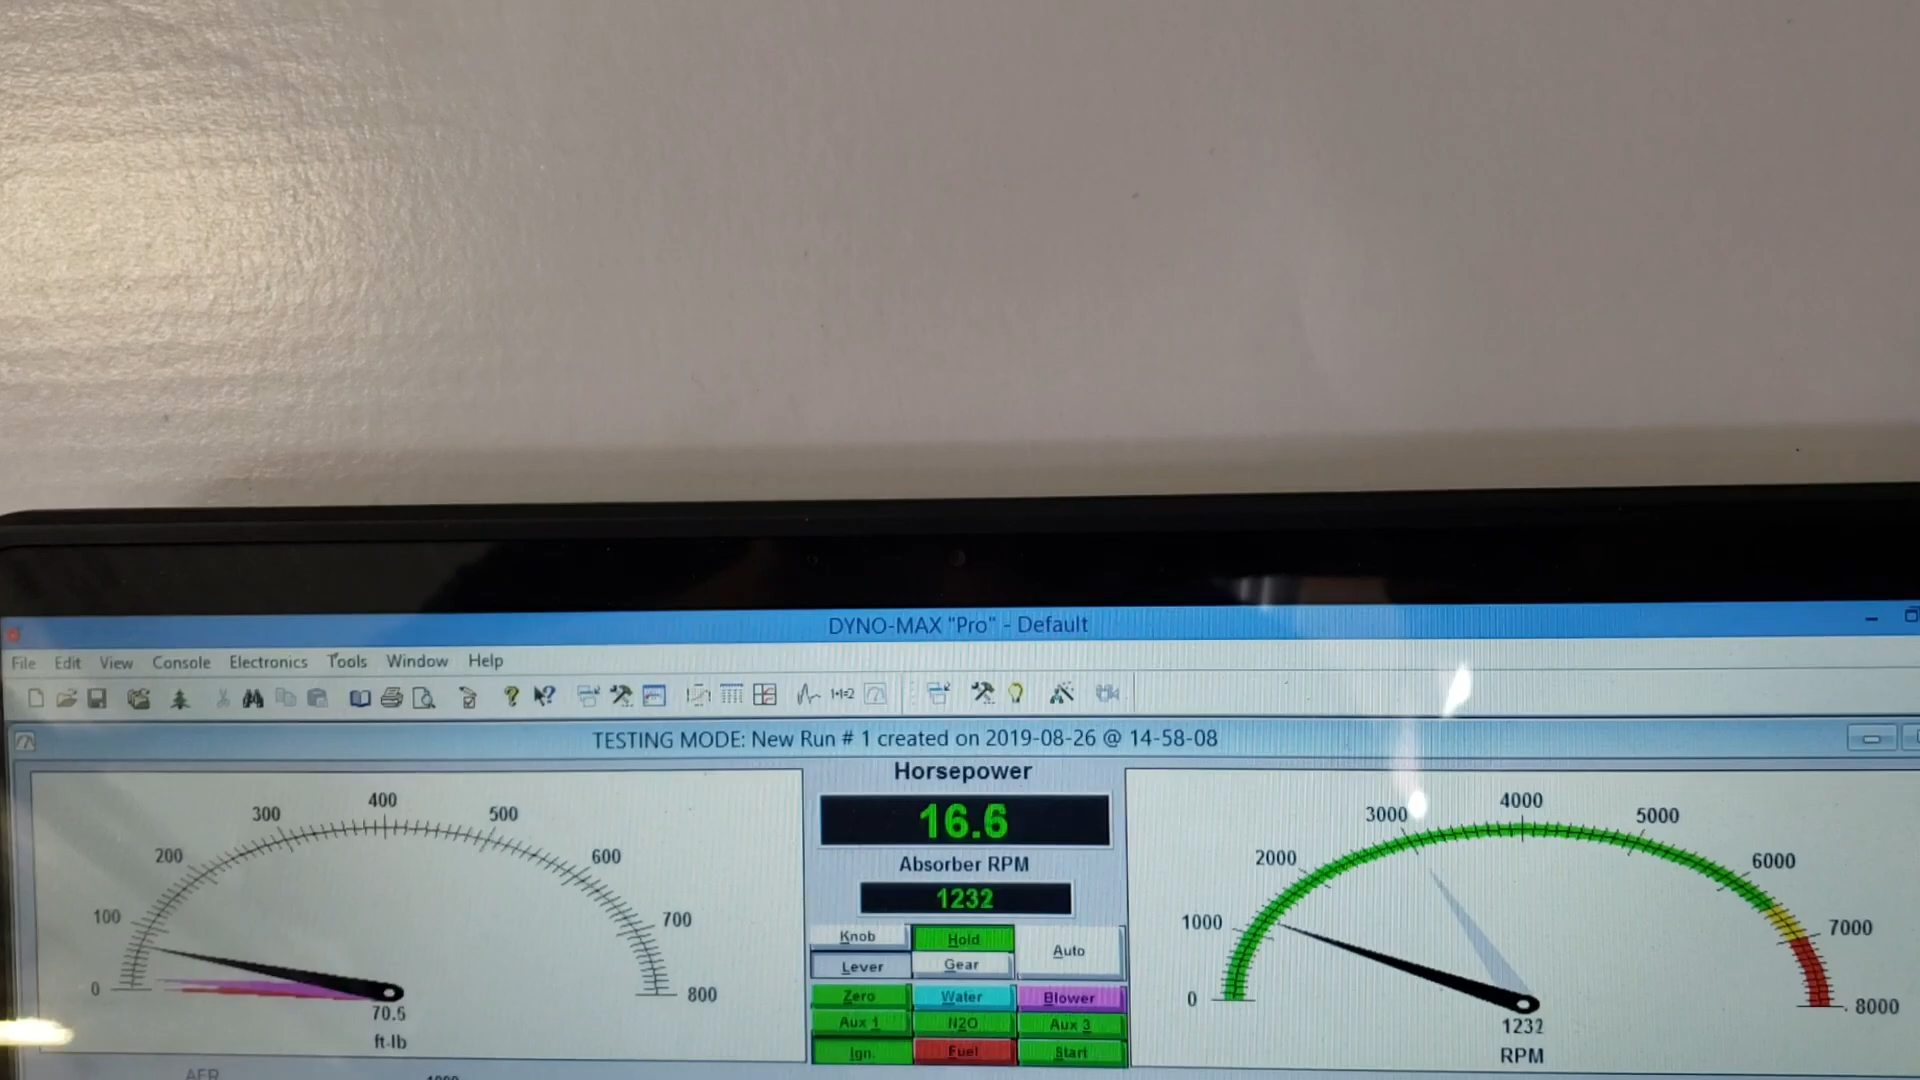 DYNO-MAX "Pro" - Default
File Edit View Console Electronics Tools Window Help
TESTING MODE: New Run # 1 created on 2019-08-26 @ 14-58-08
0 100 200 300 400 500 600 700 800
70.6
ft-lb
Horsepower
16.6
Absorber RPM
1232
Knob Hold Auto
Lever Gear
Zero Water Blower
Aux 1 N2O Aux 3
Ign. Fuel Start
0 1000 2000 3000 4000 5000 6000 7000 8000
1232
RPM
AFR